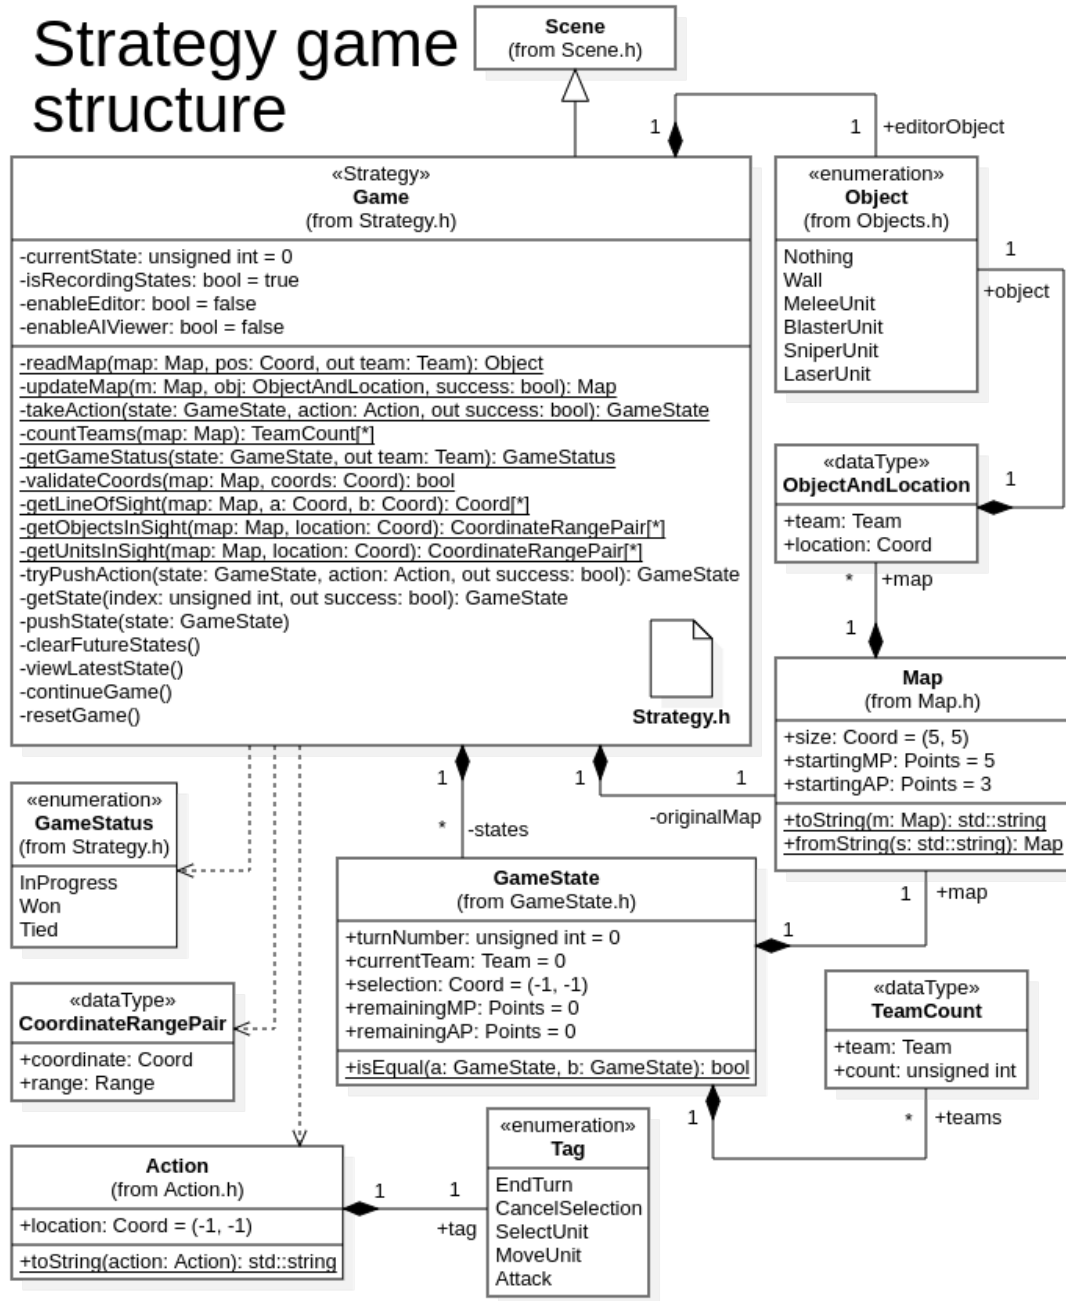 Strategy game
structure
Scene
(from Scene.h)
1
1
+editorObject
«Strategy»
Game
(from Strategy.h)
-currentState: unsigned int = 0
-isRecordingStates: bool = true
-enableEditor: bool = false
-enableAIViewer: bool = false
-readMap(map: Map, pos: Coord, out team: Team): Object
-updateMap(m: Map, obj: ObjectAndLocation, success: bool): Map
-takeAction(state: GameState, action: Action, out success: bool): GameState
-countTeams(map: Map): TeamCount[*]
-getGameStatus(state: GameState, out team: Team): GameStatus
-validateCoords(map: Map, coords: Coord): bool
-getLineOfSight(map: Map, a: Coord, b: Coord): Coord[*]
-getObjectsInSight(map: Map, location: Coord): CoordinateRangePair[*]
-getUnitsInSight(map: Map, location: Coord): CoordinateRangePair[*]
-tryPushAction(state: GameState, action: Action, out success: bool): GameState
-getState(index: unsigned int, out success: bool): GameState
-pushState(state: GameState)
-clearFutureStates()
-viewLatestState()
-continueGame()
-resetGame()
Strategy.h
«enumeration»
Object
(from Objects.h)
Nothing
Wall
MeleeUnit
BlasterUnit
SniperUnit
LaserUnit
1
+object
«dataType»
ObjectAndLocation
+team: Team
+location: Coord
1
*
+map
1
Map
(from Map.h)
+size: Coord = (5, 5)
+startingMP: Points = 5
+startingAP: Points = 3
+toString(m: Map): std::string
+fromString(s: std::string): Map
1
*
-states
1
1
-originalMap
«enumeration»
GameStatus
(from Strategy.h)
InProgress
Won
Tied
GameState
(from GameState.h)
+turnNumber: unsigned int = 0
+currentTeam: Team = 0
+selection: Coord = (-1, -1)
+remainingMP: Points = 0
+remainingAP: Points = 0
+isEqual(a: GameState, b: GameState): bool
1
+map
1
«dataType»
CoordinateRangePair
+coordinate: Coord
+range: Range
«dataType»
TeamCount
+team: Team
+count: unsigned int
1
*
+teams
Action
(from Action.h)
+location: Coord = (-1, -1)
+toString(action: Action): std::string
1
1
+tag
«enumeration»
Tag
EndTurn
CancelSelection
SelectUnit
MoveUnit
Attack